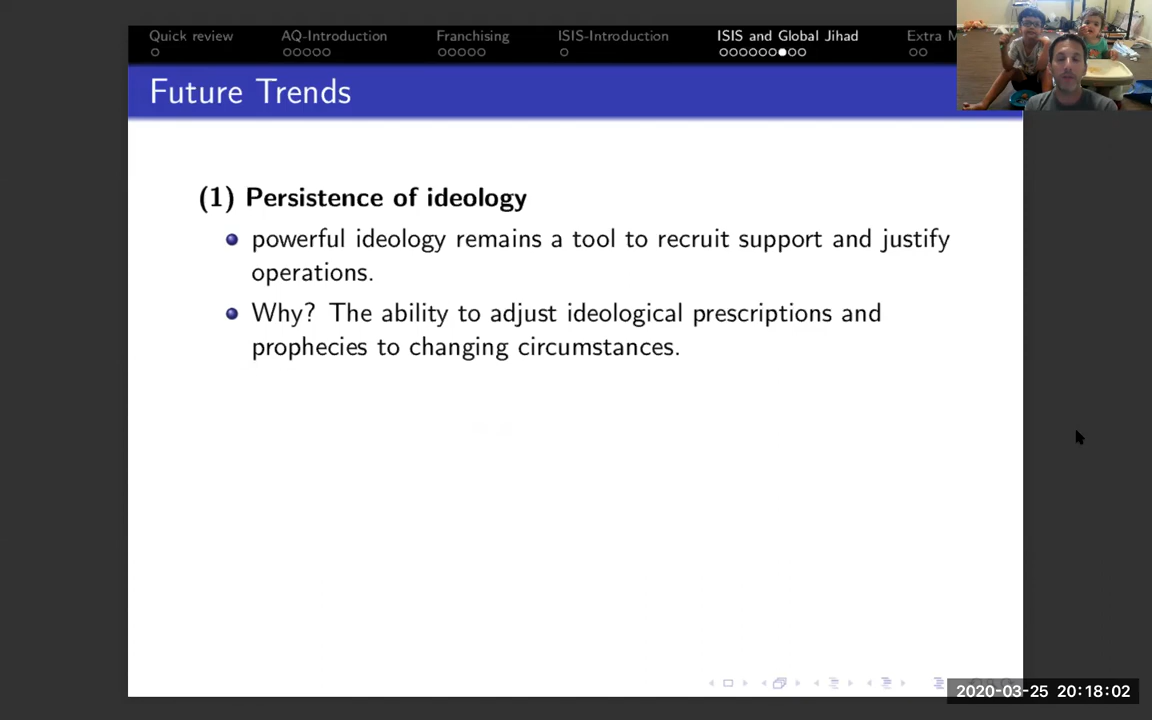 Quick review AQ-Introduction Franchising ISIS-Introduction ISIS and Global Jihad Extra
Future Trends
(1) Persistence of ideology
powerful ideology remains a tool to recruit support and justify
operations.
Why? The ability to adjust ideological prescriptions and
prophecies to changing circumstances.
2020-03-25 20:18:02